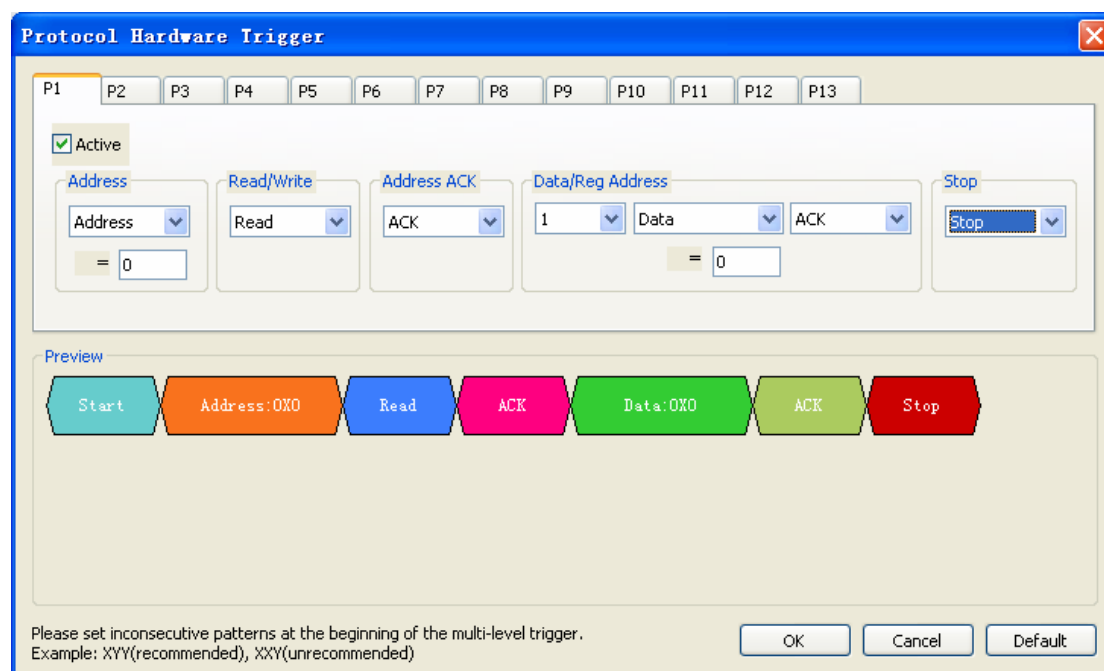 Protocol Hardware Trigger
P1 P2 P3 P4 P5 P6 P7 P8 P9 P10 P11 P12 P13
Active
Address Read/Write Address ACK Data/Reg Address Stop
Address Read ACK 1 Data ACK Stop
= 0 = 0
Preview
Start Address:0X0 Read ACK Data:0X0 ACK Stop
Please set inconsecutive patterns at the beginning of the multi-level trigger.
Example: XYY(recommended), XXY(unrecommended)
OK Cancel Default